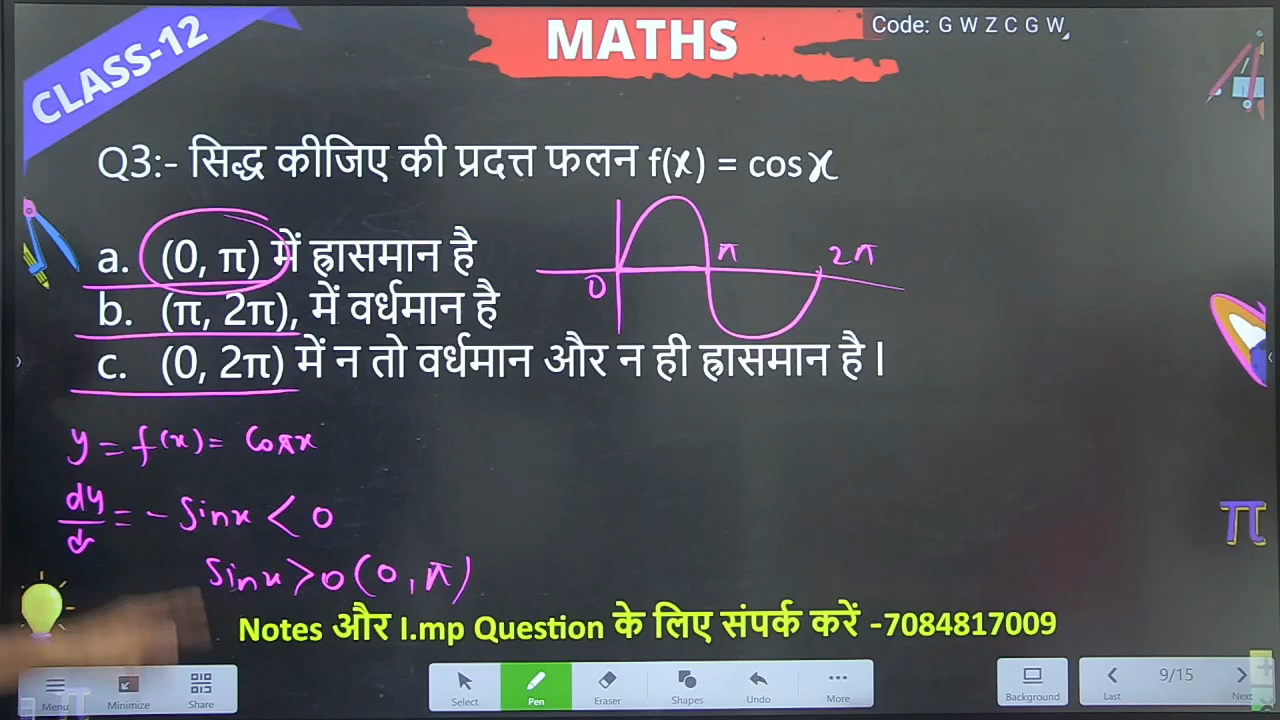 CLASS-12
MATHS
Code: G W Z C G W
Q3:- सिद्ध कीजिए की प्रदत्त फलन f(x) = cosx
a. (0, π) में ह्रासमान है
b. (π, 2π), में वर्धमान है
c. (0, 2π) में न तो वर्धमान और न ही ह्रासमान है।
0 π 2π
y = f(x) = Cosx
dy/dx = - Sinx < 0
Sinx > 0 (0, π)
π
Notes और I.mp Question के लिए संपर्क करें -7084817009
Menu Minimize Share Select Pen Eraser Shapes Undo More Background Last 9/15 Next